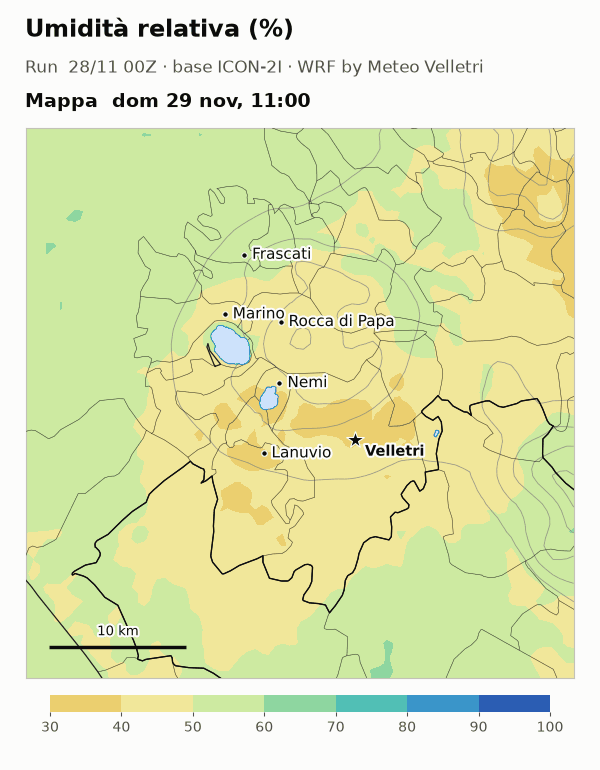 Umidità relativa (%)
Run  28/11 00Z · base ICON-2I · WRF by Meteo Velletri
Mappa  dom 29 nov, 11:00
Frascati
Marino
Rocca di Papa
Nemi
Velletri
Lanuvio
10 km
30 40 50 60 70 80 90 100